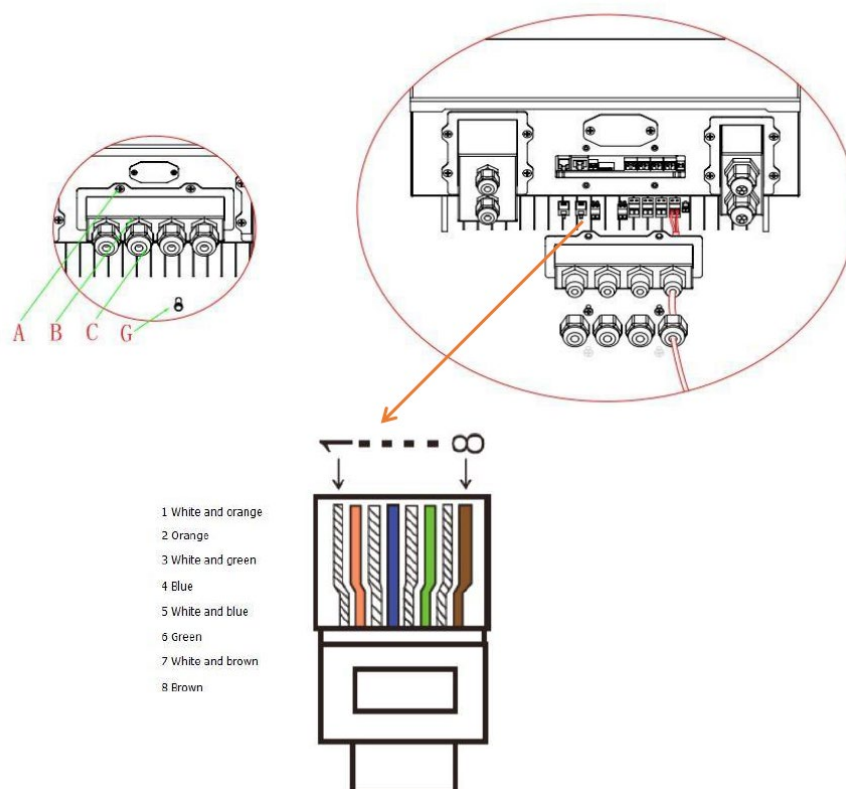 A B C G
1 8
1 White and orange
2 Orange
3 White and green
4 Blue
5 White and blue
6 Green
7 White and brown
8 Brown